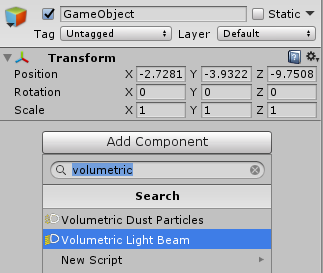 GameObject Static
Tag Untagged Layer Default
Transform
Position X -2.7281 Y -3.9322 Z -9.7508
Rotation X 0 Y 0 Z 0
Scale X 1 Y 1 Z 1
Add Component
volumetric
Search
Volumetric Dust Particles
Volumetric Light Beam
New Script